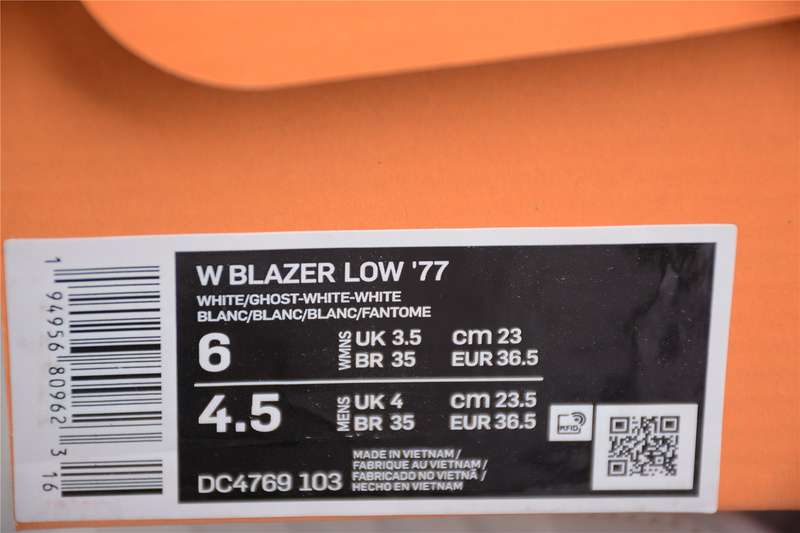 W BLAZER LOW '77
WHITE/GHOST-WHITE-WHITE
BLANC/BLANC/BLANC/FANTOME
6 WMNS UK 3.5 cm 23
BR 35 EUR 36.5
4.5 MENS UK 4 cm 23.5
BR 35 EUR 36.5
RFID
DC4769 103
MADE IN VIETNAM/
FABRIQUE AU VIETNAM/
FABRICADO NO VIETNÃ/
HECHO EN VIETNAM
1 94956 80962 3 16